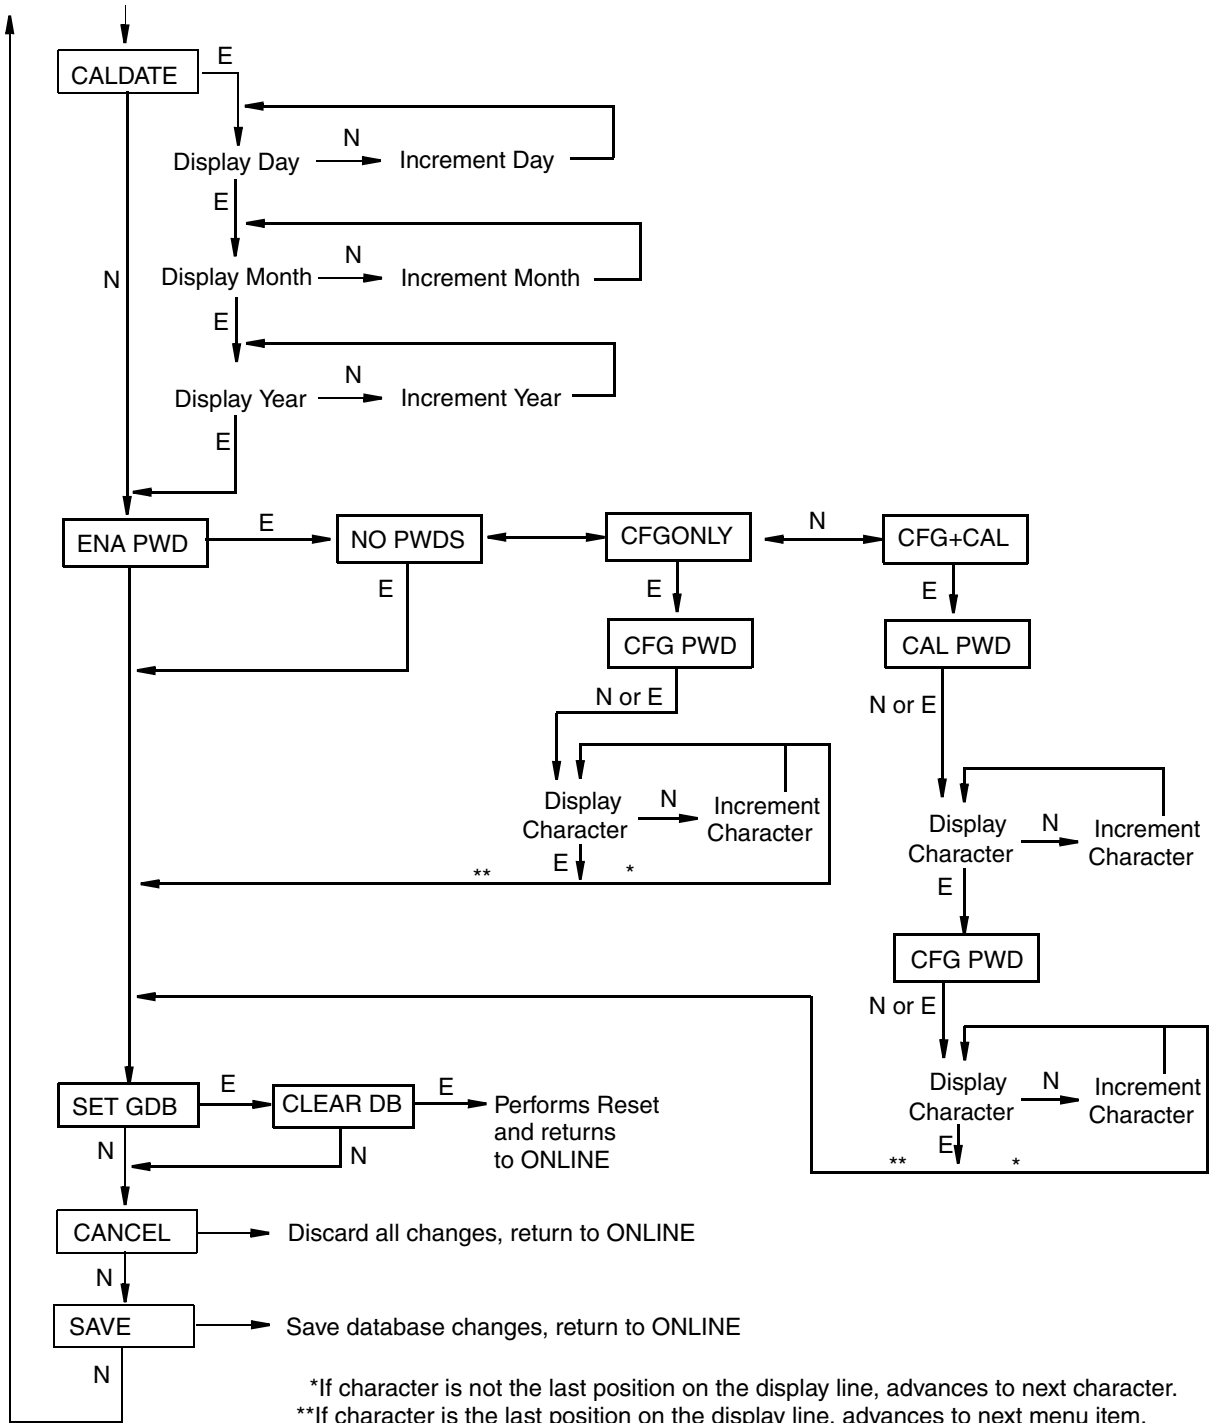 E
CALDATE
N
Display Day
Increment Day
E
N
Display Month
Increment Month
N
E
N
Display Year
Increment Year
E
ENA PWD
E
NO PWDS
CFGONLY
N
CFG+CAL
E
E
E
CFG PWD
CAL PWD
N or E
N or E
Display
Character
N
Increment
Character
E
**
*
Display
Character
N
Increment
Character
E
CFG PWD
N or E
Display
Character
N
Increment
Character
E
**
*
SET GDB
E
CLEAR DB
E
Performs Reset
and returns
to ONLINE
N
N
CANCEL
Discard all changes, return to ONLINE
N
SAVE
Save database changes, return to ONLINE
N
*If character is not the last position on the display line, advances to next character.
**If character is the last position on the display line, advances to next menu item.